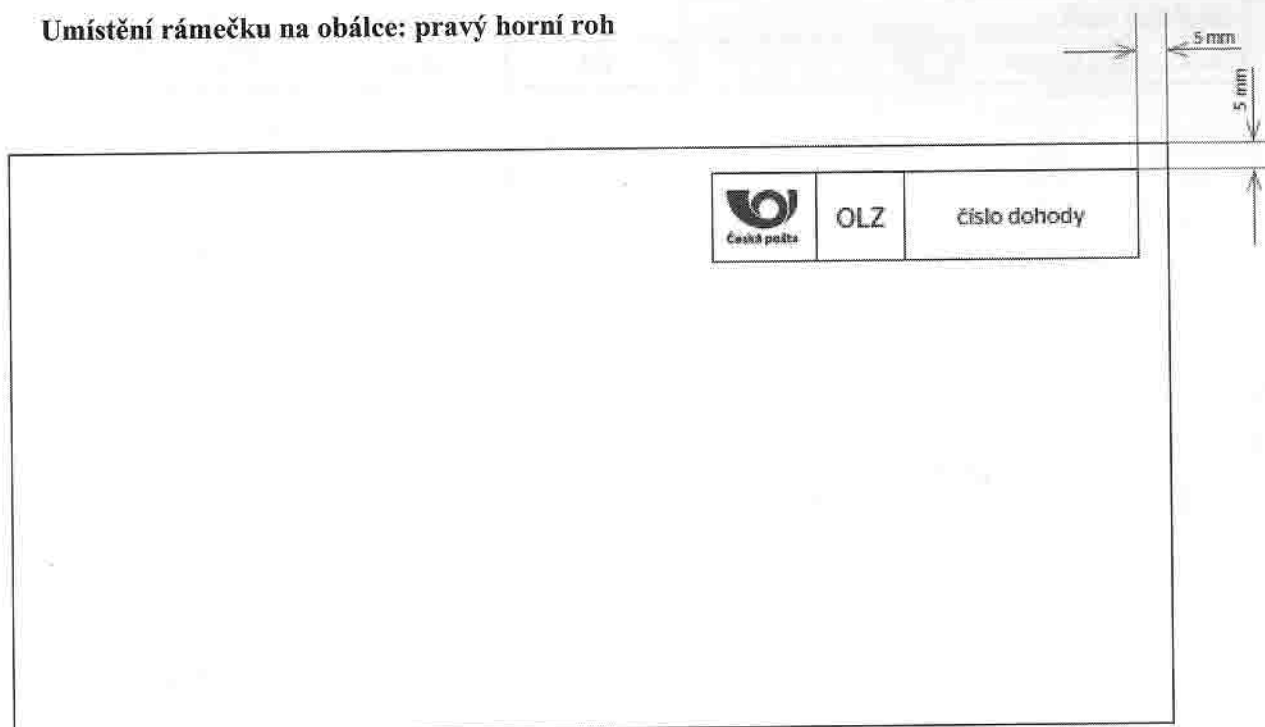 Umístění rámečku na obálce: pravý horní roh
5 mm
5 mm
Česká pošta
OLZ
číslo dohody